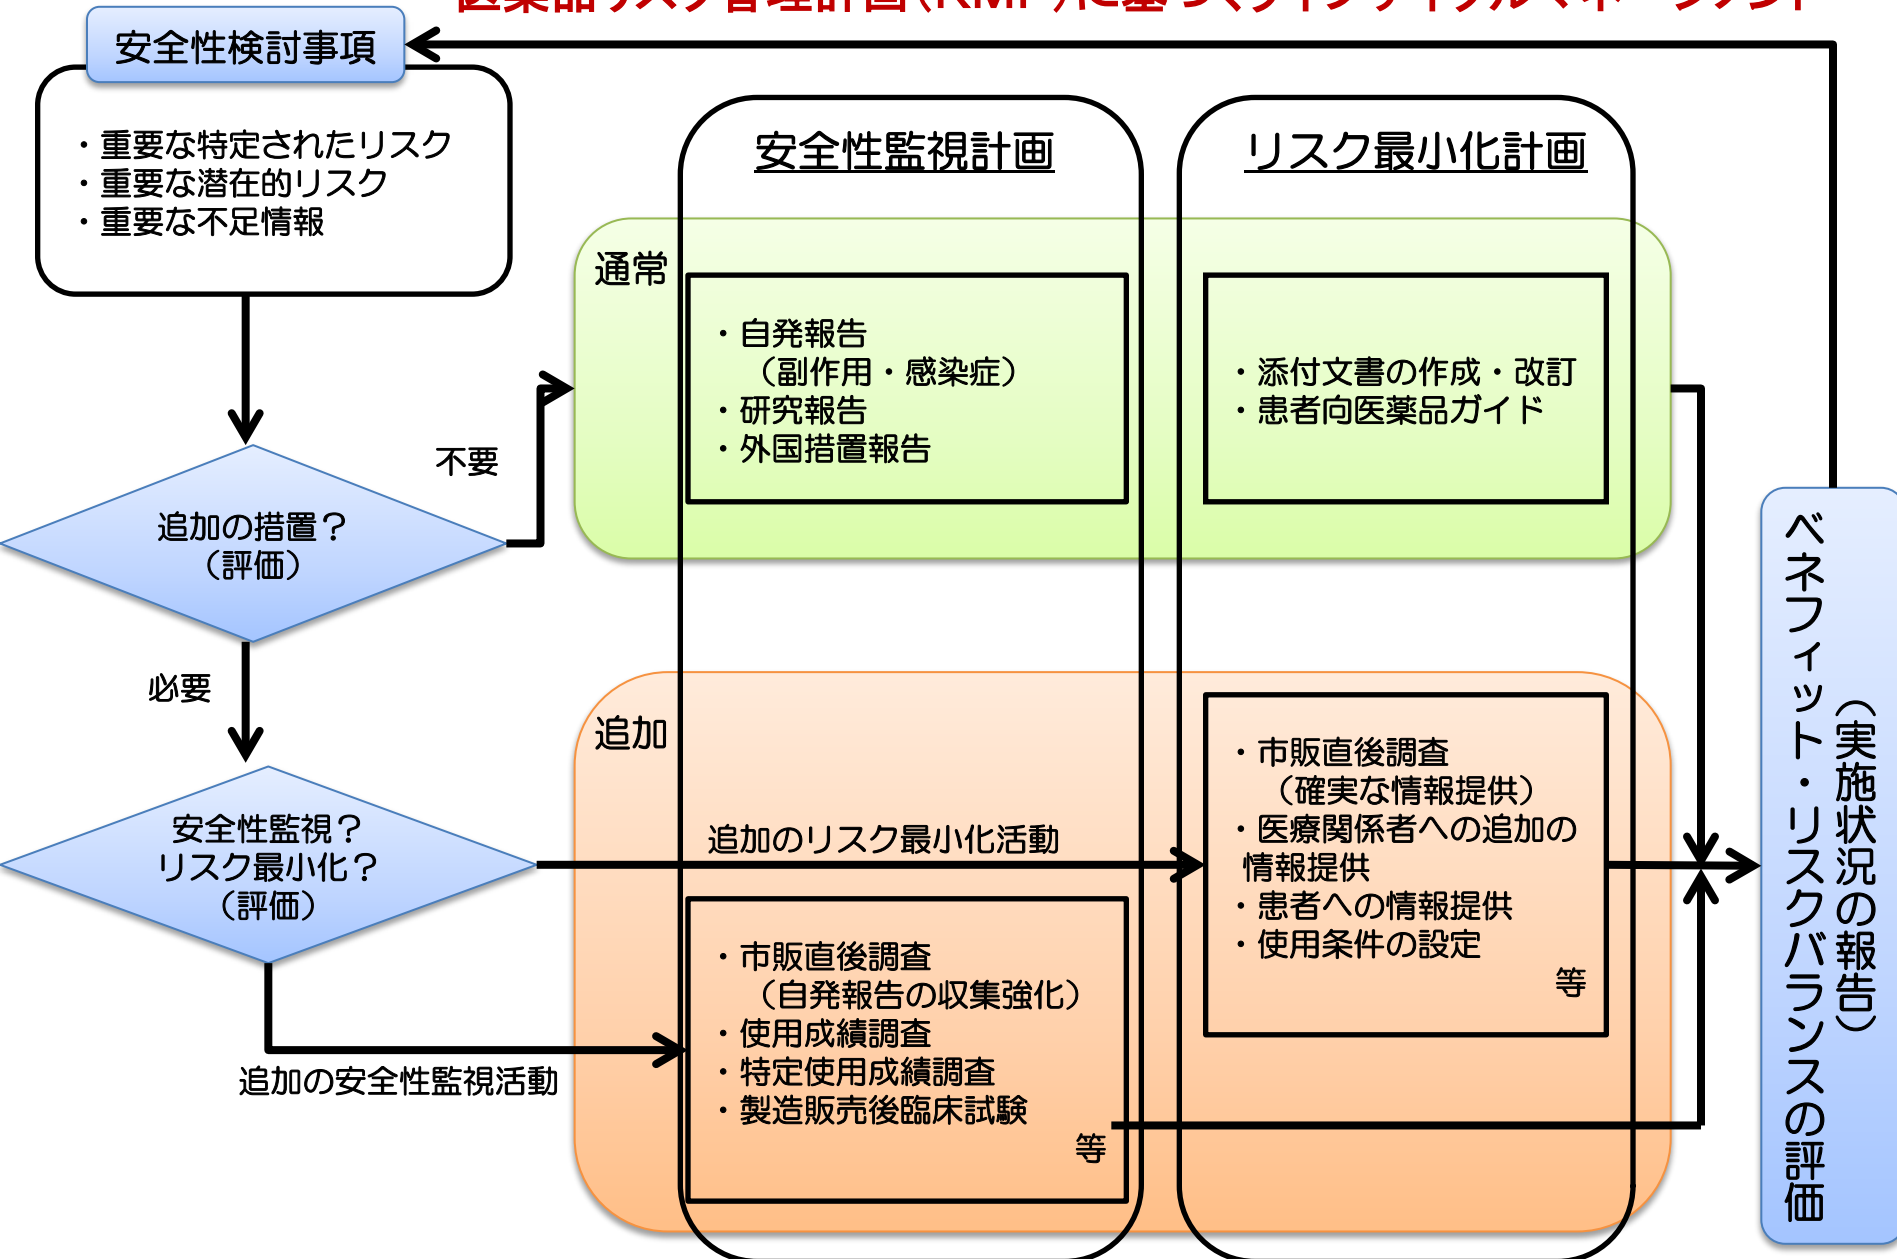 安全性検討事項
・重要な特定されたリスク
・重要な潜在的リスク
・重要な不足情報
安全性監視計画
リスク最小化計画
通常
・自発報告
（副作用・感染症）
・研究報告
・外国措置報告
・添付文書の作成・改訂
・患者向医薬品ガイド
不要
追加の措置？
（評価）
必要
追加
安全性監視？
リスク最小化？
（評価）
追加のリスク最小化活動
・市販直後調査
（確実な情報提供）
・医療関係者への追加の
情報提供
・患者への情報提供
・使用条件の設定
等
・市販直後調査
（自発報告の収集強化）
・使用成績調査
・特定使用成績調査
・製造販売後臨床試験
等
追加の安全性監視活動
ベネフィット・リスクバランスの評価
（実施状況の報告）